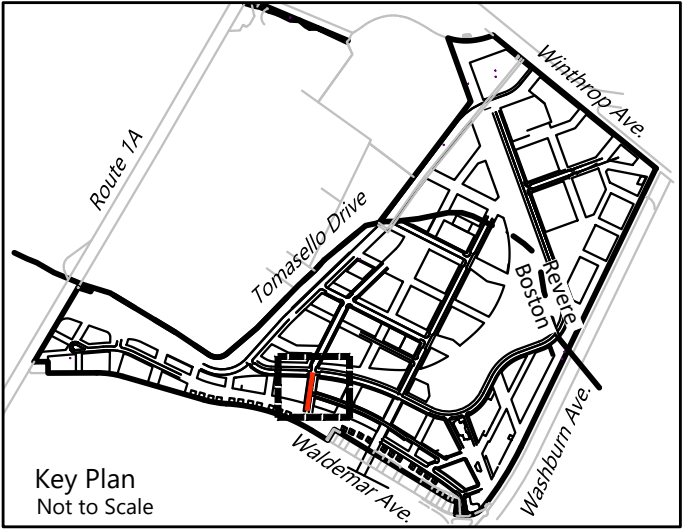 Winthrop Ave.
Route 1A
Tomasello Drive
Revere
Boston
Washburn Ave.
Waldemar Ave.
Key Plan
Not to Scale